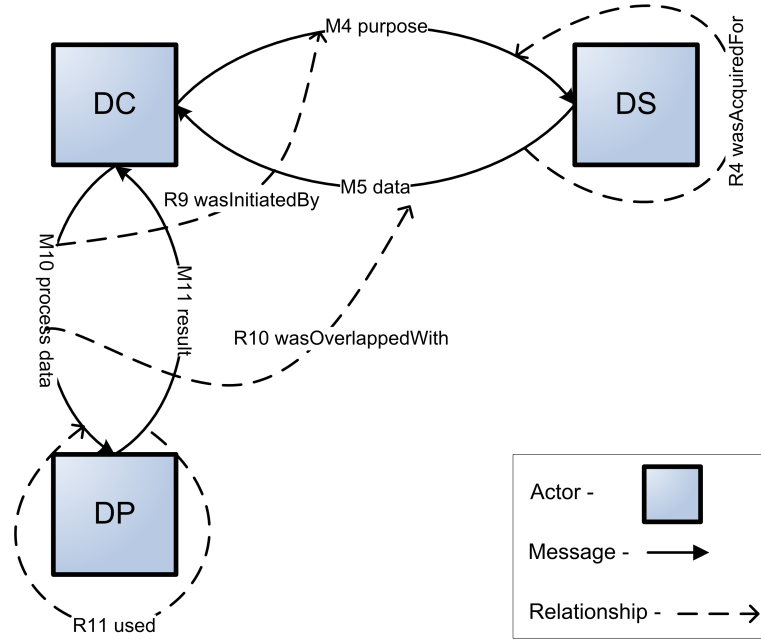 M4 purpose
DC
DS
R4 wasAcquiredFor
M5 data
R9 wasInitiatedBy
M10 process data
M11 result
R10 wasOverlappedWith
DP
R11 used
Actor -
Message -
Relationship -